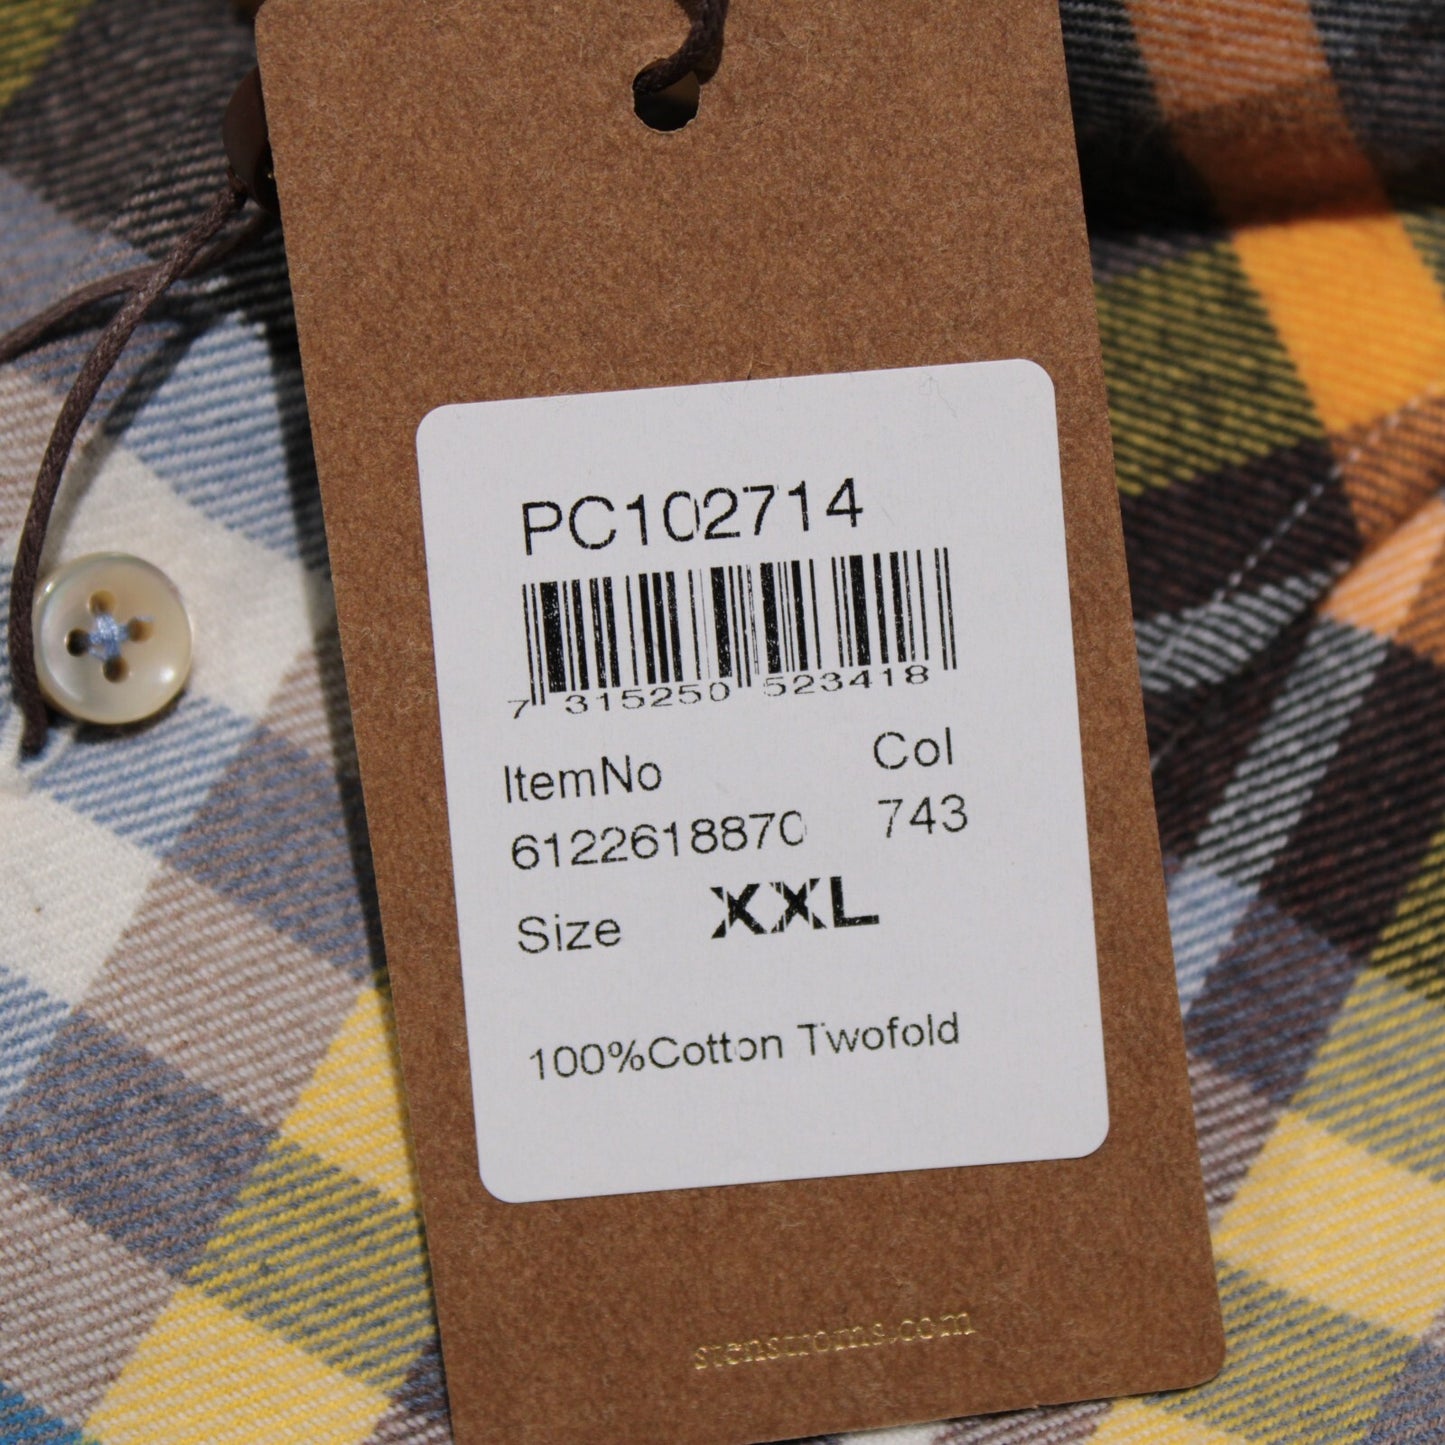 PC102714
7 315250 523418
ItemNo Col
6122618870 743
Size XXL
100%Cotton Twofold
stenstroms.com